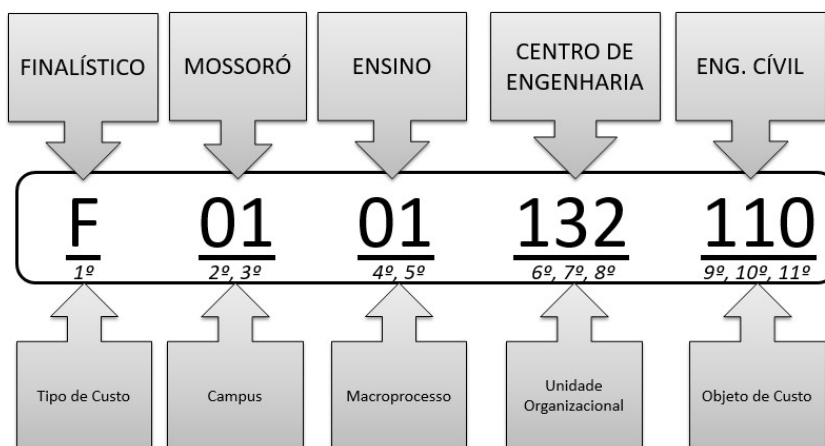 FINALÍSTICO
MOSSORÓ
ENSINO
CENTRO DE
ENGENHARIA
ENG. CÍVIL
F
01
01
132
110
1º
2º, 3º
4º, 5º
6º, 7º, 8º
9º, 10º, 11º
Tipo de Custo
Campus
Macroprocesso
Unidade
Organizacional
Objeto de Custo